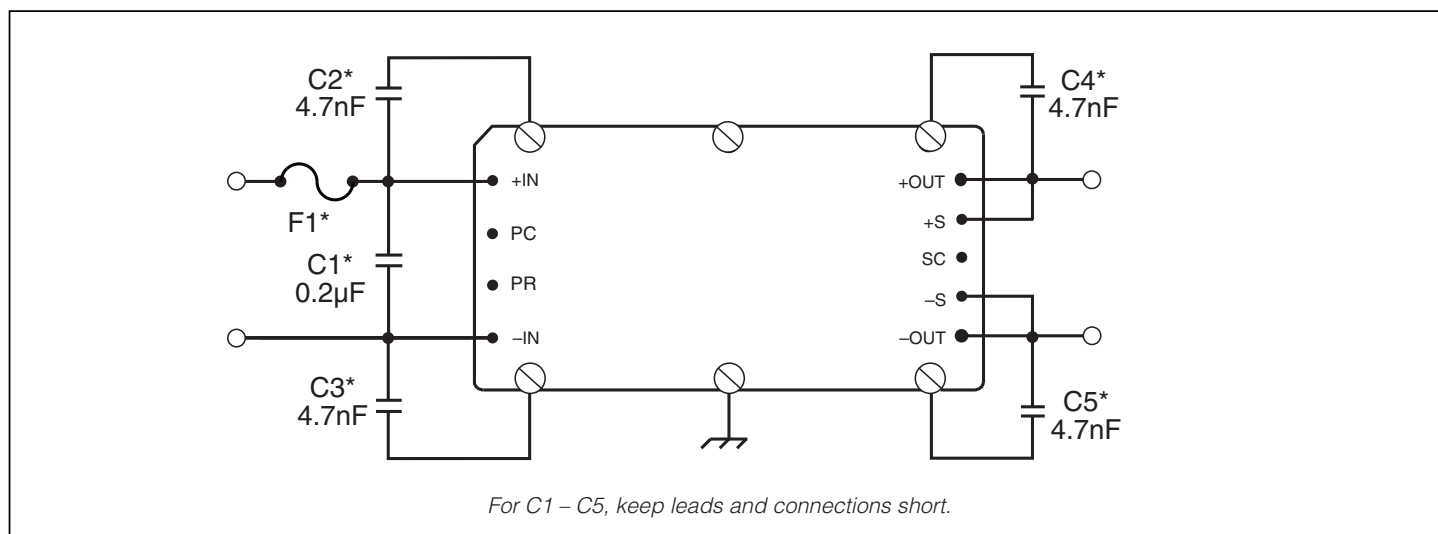 C2*
4.7nF
C4*
4.7nF
+IN
+OUT
F1*
+S
PC
C1*
0.2µF
SC
PR
–S
–IN
–OUT
C3*
4.7nF
C5*
4.7nF
For C1 – C5, keep leads and connections short.